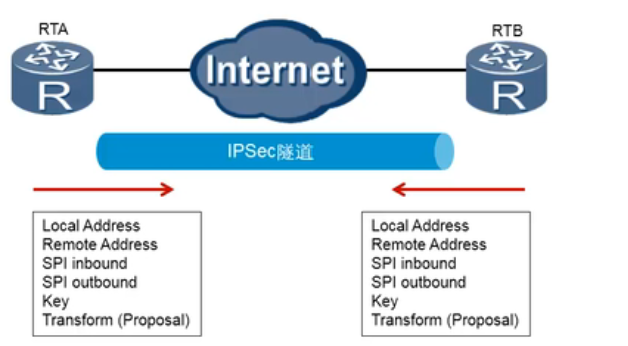 RTA
RTB
Internet
R
R
IPSec隧道
Local Address
Remote Address
SPI inbound
SPI outbound
Key
Transform (Proposal)
Local Address
Remote Address
SPI inbound
SPI outbound
Key
Transform (Proposal)